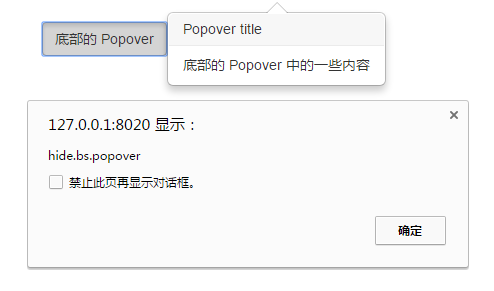 底部的 Popover
Popover title
底部的 Popover 中的一些内容
127.0.0.1:8020 显示：
hide.bs.popover
禁止此页再显示对话框。
确定